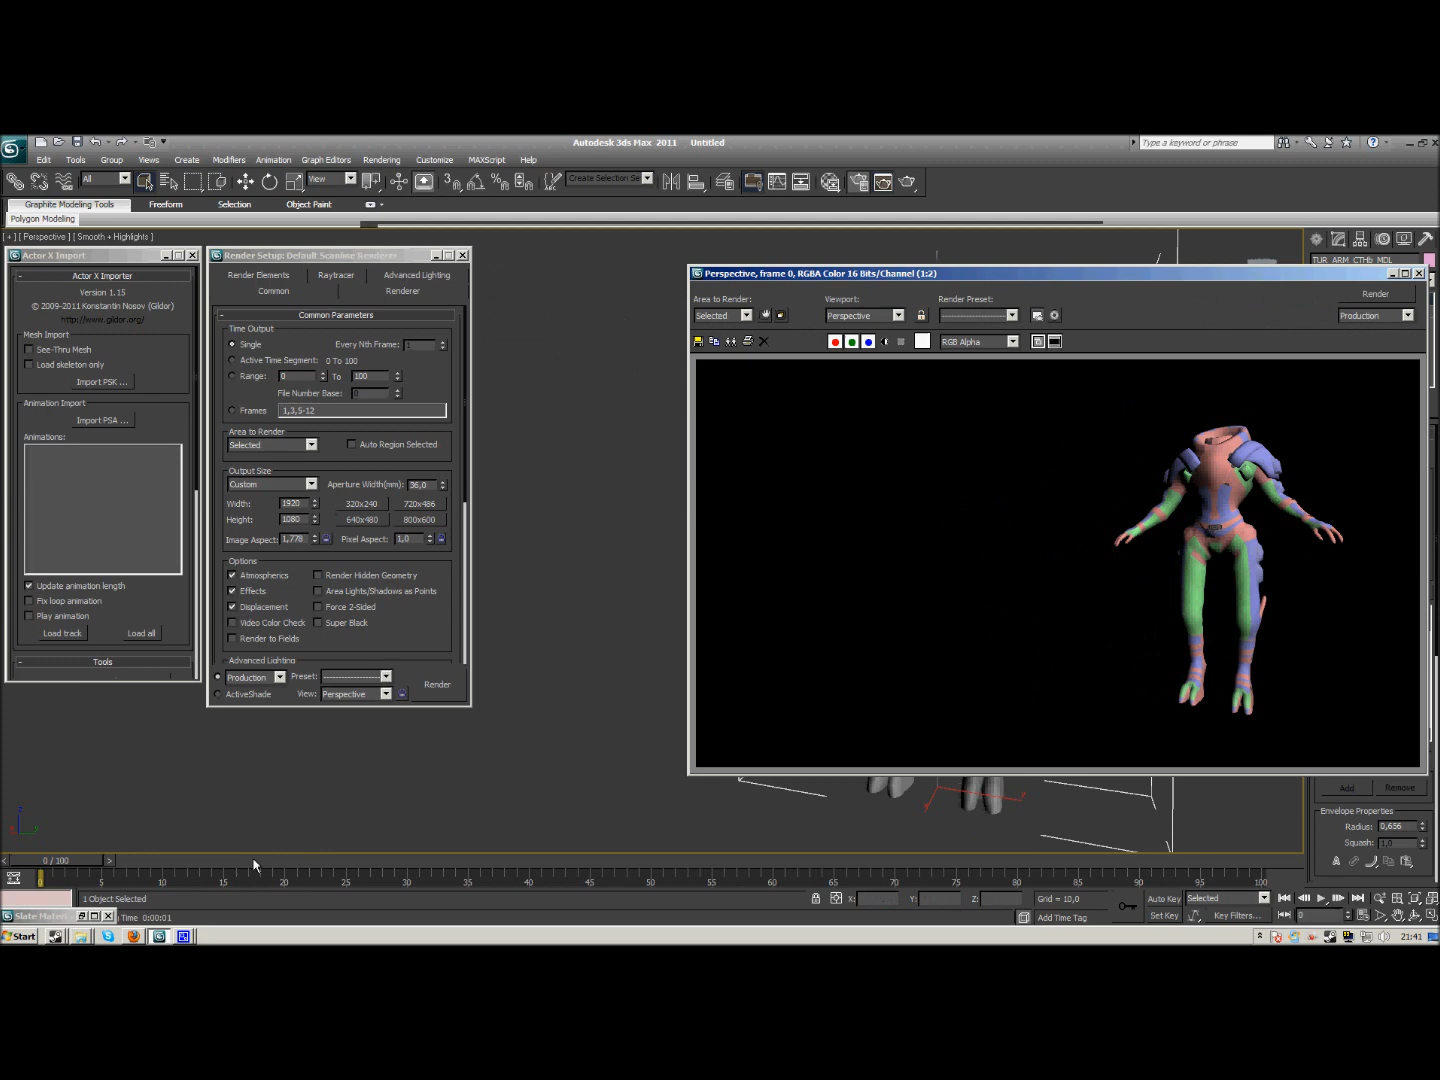 Autodesk 3ds Max 2011 Untitled
Type a keyword or phrase
Edit Tools Group Views Create Modifiers Animation Graph Editors Rendering Customize MAXScript Help
All View Create Selection Se
Graphite Modeling Tools Freeform Selection Object Paint
Polygon Modeling
[ + ] [ Perspective ] [ Smooth + Highlights ]
Actor X Import
Actor X Importer
Version 1.15
© 2009-2011 Konstantin Nosov (Gildor)
http://www.gildor.org/
Mesh Import
See-Thru Mesh
Load skeleton only
Import PSK ...
Animation Import
Import PSA ...
Animations:
Update animation length
Fix loop animation
Play animation
Load track Load all
Tools
Render Setup: Default Scanline Renderer
Render Elements Raytracer Advanced Lighting
Common Renderer
Common Parameters
Time Output
Single Every Nth Frame: 1
Active Time Segment: 0 To 100
Range: 0 To 100
File Number Base: 0
Frames 1,3,5-12
Area to Render
Selected Auto Region Selected
Output Size
Custom Aperture Width(mm): 36,0
Width: 1920 320x240 720x486
Height: 1080 640x480 800x600
Image Aspect: 1,778 Pixel Aspect: 1,0
Options
Atmospherics Render Hidden Geometry
Effects Area Lights/Shadows as Points
Displacement Force 2-Sided
Video Color Check Super Black
Render to Fields
Advanced Lighting
Production Preset: --------------------
ActiveShade View: Perspective Render
Perspective, frame 0, RGBA Color 16 Bits/Channel (1:2)
Area to Render: Viewport: Render Preset: Render
Selected Perspective -------------------- Production
RGB Alpha
TUR_ARM_CTHb_MDL
Add Remove
Envelope Properties
Radius: 0,656
Squash: 1,0
0 / 100
0 5 10 15 20 25 30 35 40 45 50 55 60 65 70 75 80 85 90 95 100
1 Object Selected X: Y: Z: Grid = 10,0 Auto Key Selected
Slate Materi Time 0:00:01 Add Time Tag Set Key Key Filters... 0
Start 21:41